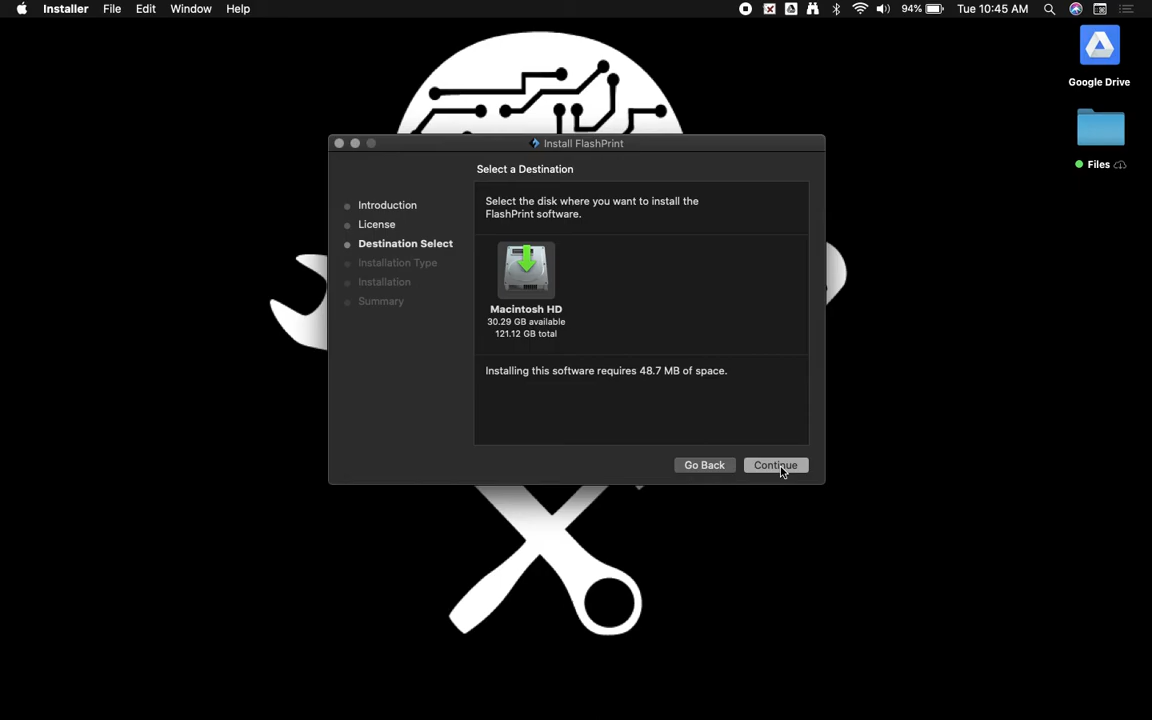 Installer File Edit Window Help 94% Tue 10:45 AM
Google Drive
Files
Install FlashPrint
Select a Destination
Introduction
License
Destination Select
Installation Type
Installation
Summary
Select the disk where you want to install the
FlashPrint software.
Macintosh HD
30.29 GB available
121.12 GB total
Installing this software requires 48.7 MB of space.
Go Back Continue